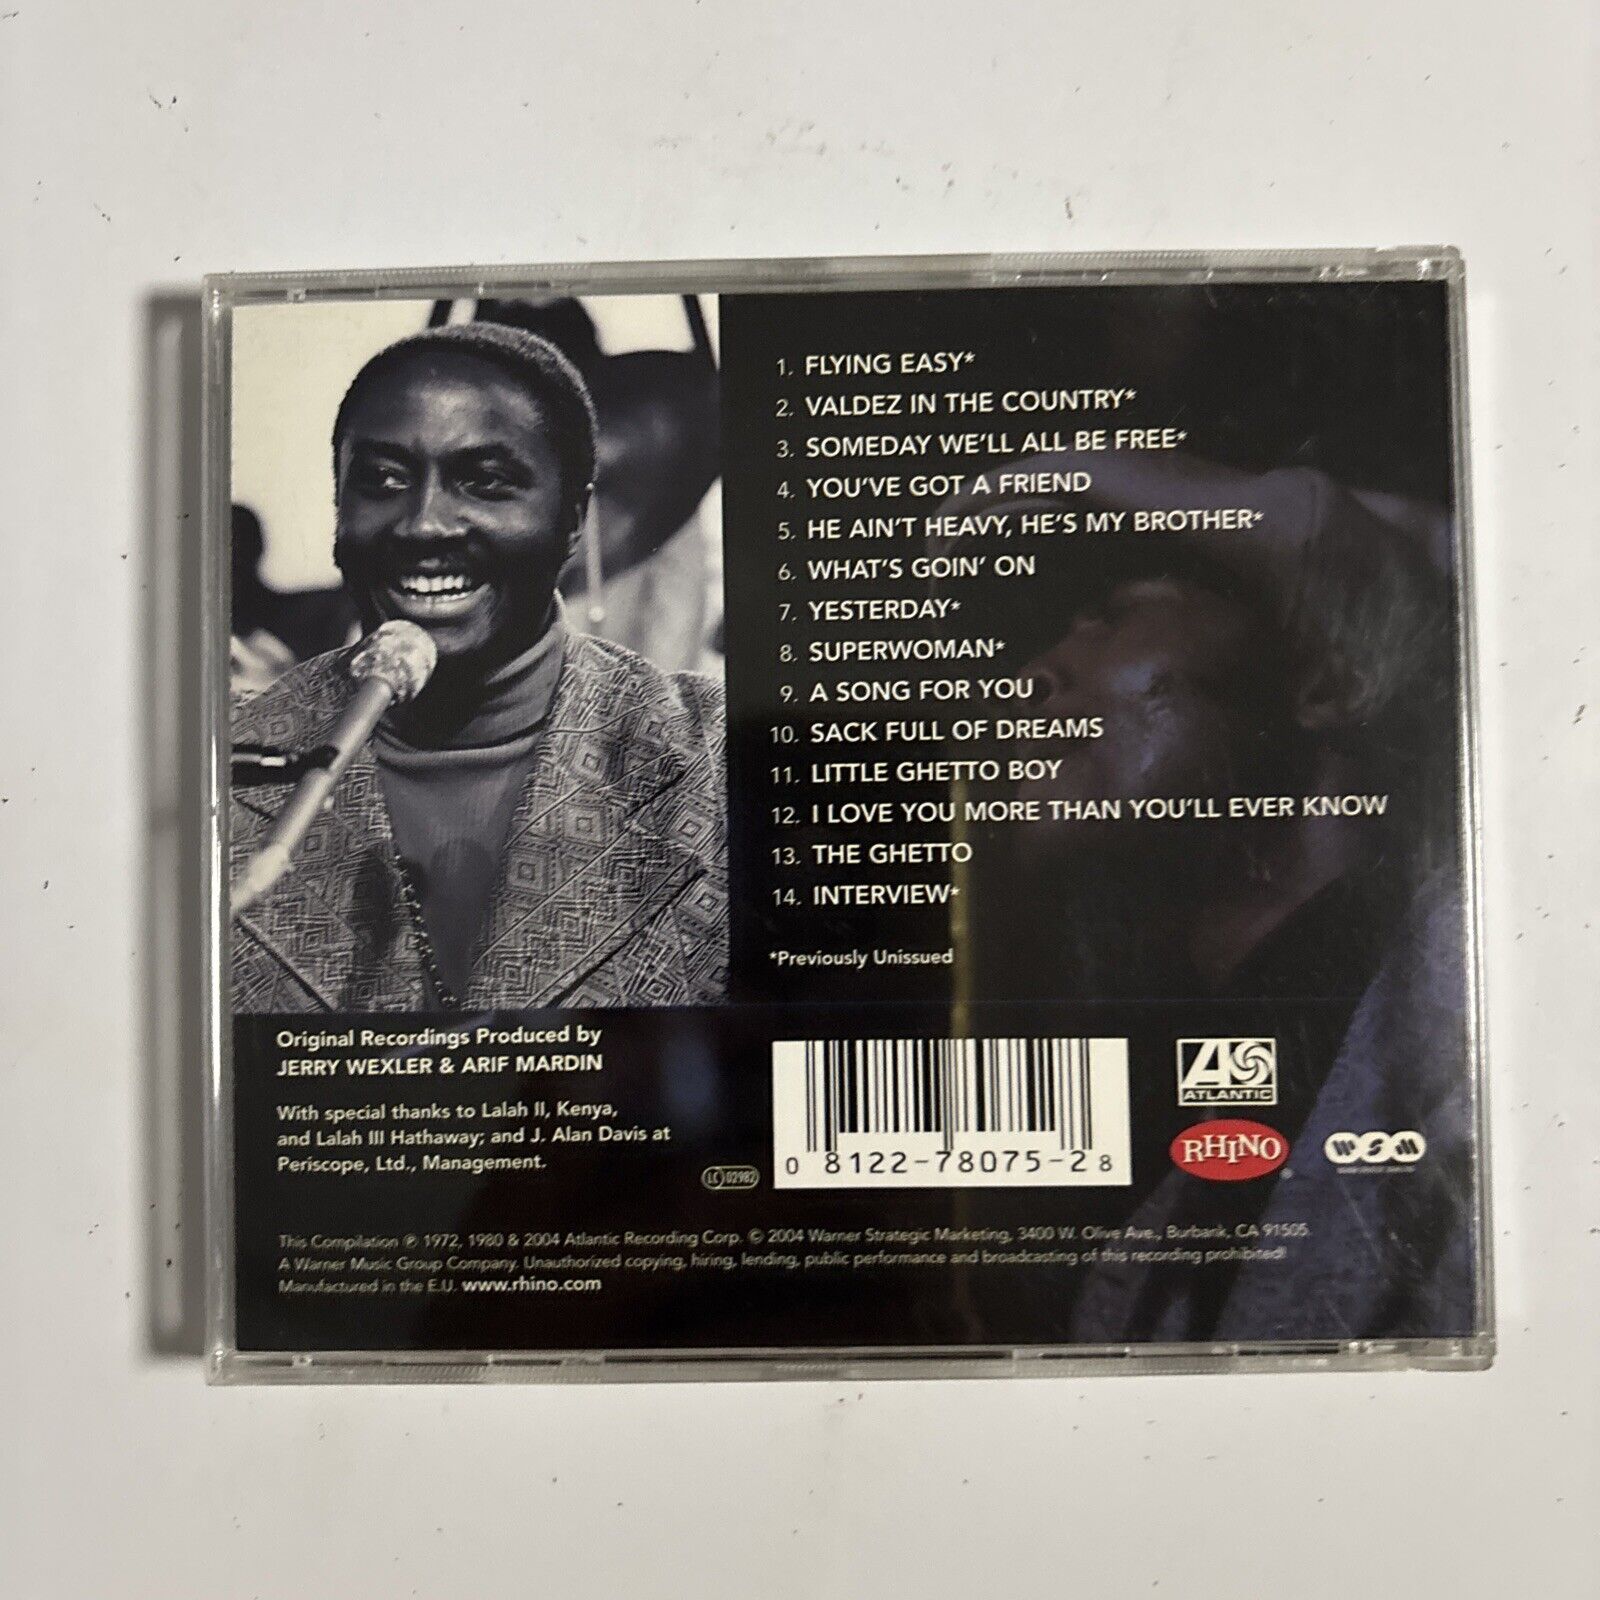 1. FLYING EASY*
2. VALDEZ IN THE COUNTRY*
3. SOMEDAY WE'LL ALL BE FREE*
4. YOU'VE GOT A FRIEND
5. HE AIN'T HEAVY, HE'S MY BROTHER*
6. WHAT'S GOIN' ON
7. YESTERDAY*
8. SUPERWOMAN*
9. A SONG FOR YOU
10. SACK FULL OF DREAMS
11. LITTLE GHETTO BOY
12. I LOVE YOU MORE THAN YOU'LL EVER KNOW
13. THE GHETTO
14. INTERVIEW*
*Previously Unissued
Original Recordings Produced by
JERRY WEXLER & ARIF MARDIN
With special thanks to Lalah II, Kenya,
and Lalah III Hathaway; and J. Alan Davis at
Periscope, Ltd., Management.
LC 02982
0 8122-78075-2 8
ATLANTIC
RHINO
WSM
This Compilation ℗ 1972, 1980 & 2004 Atlantic Recording Corp. © 2004 Warner Strategic Marketing, 3400 W. Olive Ave., Burbank, CA 91505.
A Warner Music Group Company. Unauthorized copying, hiring, lending, public performance and broadcasting of this recording prohibited!
Manufactured in the E.U. www.rhino.com